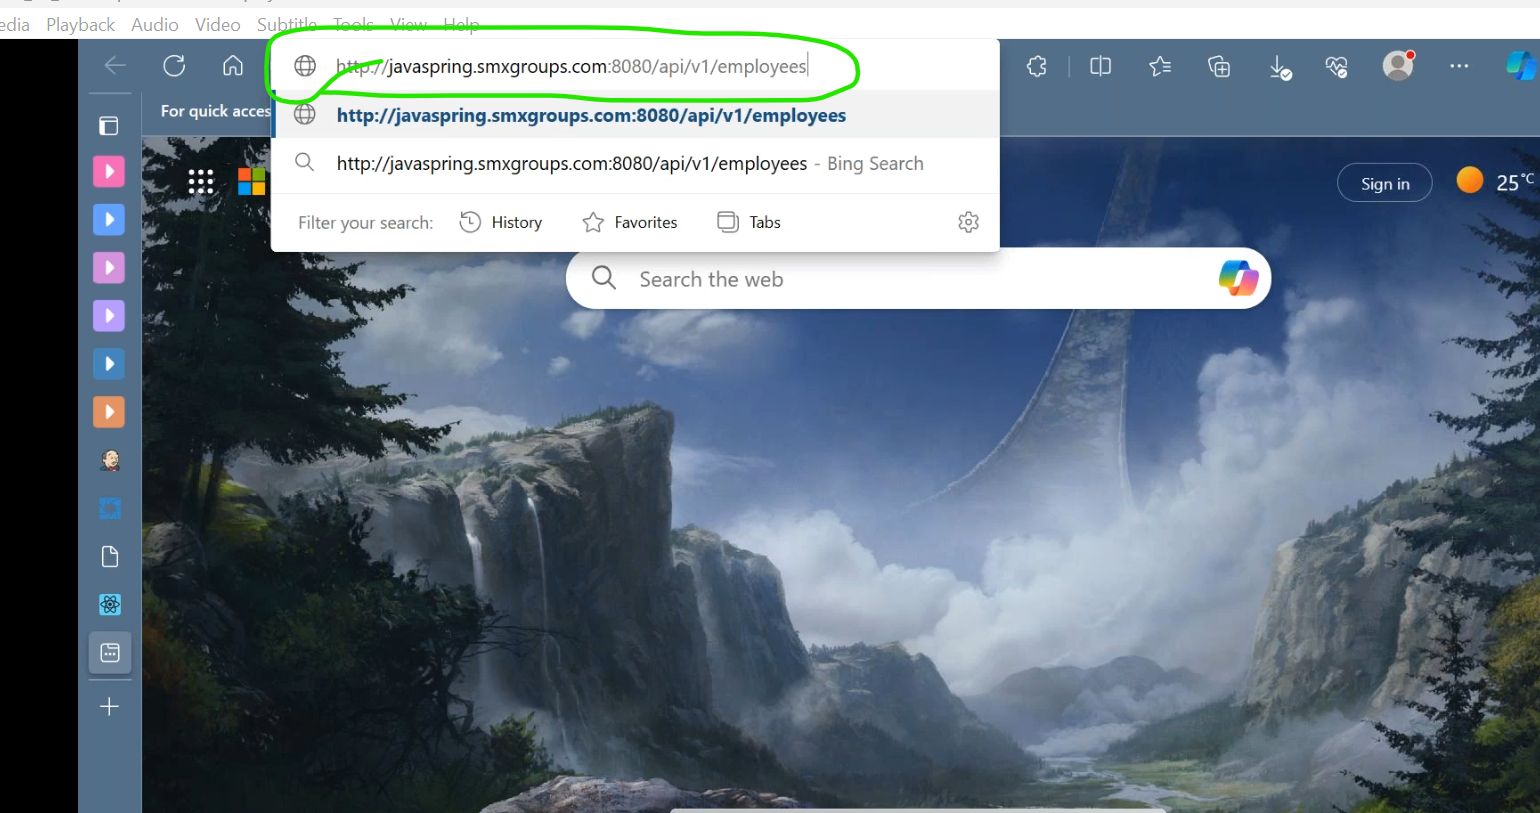 edia Playback Audio Video Subtitle Tools View Help
http://javaspring.smxgroups.com:8080/api/v1/employees
For quick acces
http://javaspring.smxgroups.com:8080/api/v1/employees
http://javaspring.smxgroups.com:8080/api/v1/employees - Bing Search
Sign in
25°C
Filter your search: History Favorites Tabs
Search the web